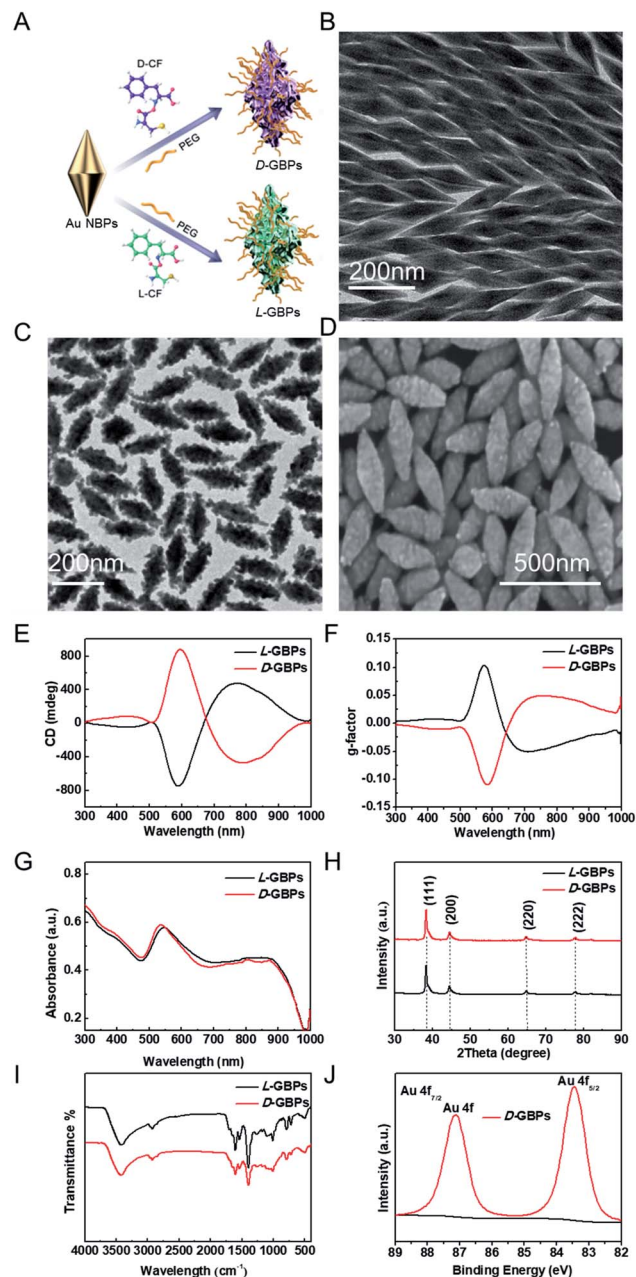 A
D-CF
PEG
D-GBPs
Au NBPs
PEG
L-CF
L-GBPs
B
200nm
C
200nm
D
500nm
E
L-GBPs
D-GBPs
CD (mdeg)
800
400
0
-400
-800
300 400 500 600 700 800 900 1000
Wavelength (nm)
F
L-GBPs
D-GBPs
g-factor
0.15
0.10
0.05
0.00
-0.05
-0.10
-0.15
300 400 500 600 700 800 900 1000
Wavelength (nm)
G
L-GBPs
D-GBPs
Absorbance (a.u.)
0.8
0.6
0.4
0.2
300 400 500 600 700 800 900 1000
Wavelength (nm)
H
L-GBPs
D-GBPs
(111)
(200)
(220)
(222)
Intensity (a.u.)
30 40 50 60 70 80 90
2Theta (degree)
I
L-GBPs
D-GBPs
Transmittance %
4000 3500 3000 2500 2000 1500 1000 500
Wavelength (cm-1)
J
Au 4f7/2
Au 4f
Au 4f5/2
D-GBPs
Intensity (a.u.)
89 88 87 86 85 84 83 82
Binding Energy (eV)